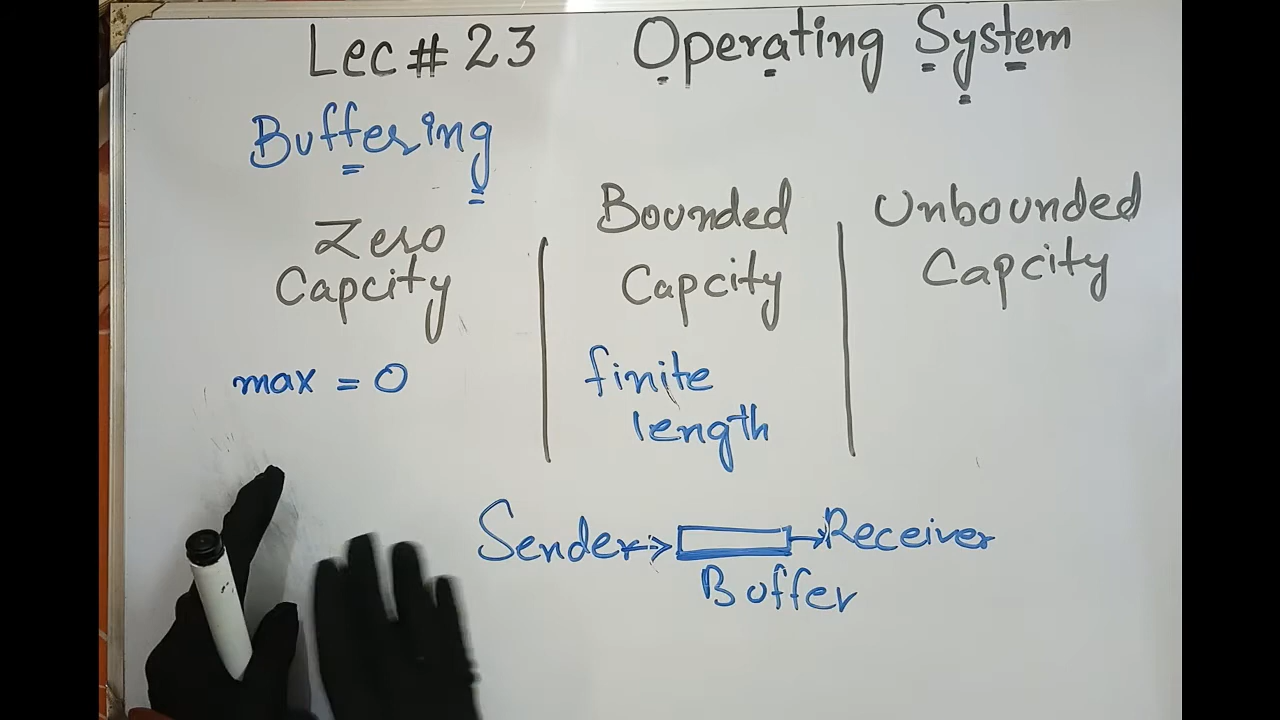 Lec # 23 Operating System
Buffering
Zero
Capcity
max = 0
Bounded
Capcity
finite
length
Unbounded
Capcity
Sender Receiver
Buffer